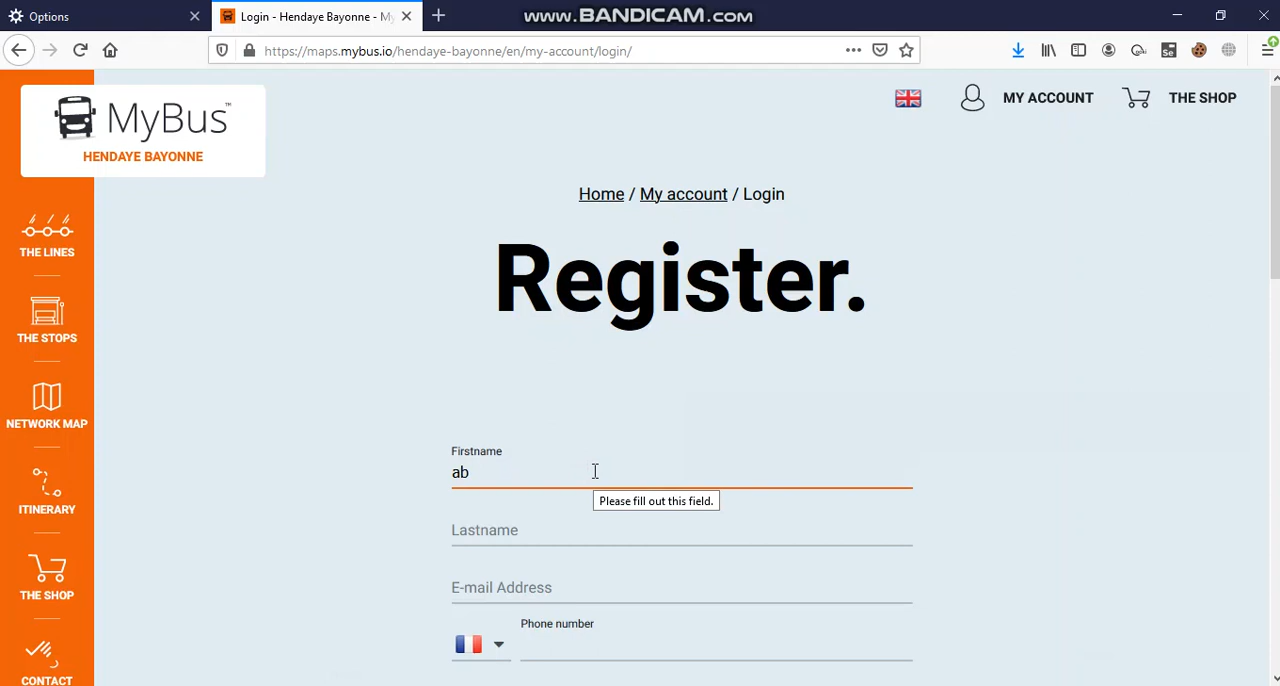 Options
Login - Hendaye Bayonne - My
www.BANDICAM.com
https://maps.mybus.io/hendaye-bayonne/en/my-account/login/
MyBus™
HENDAYE BAYONNE
MY ACCOUNT
THE SHOP
Home / My account / Login
Register.
THE LINES
THE STOPS
NETWORK MAP
ITINERARY
THE SHOP
CONTACT
Firstname
ab
Please fill out this field.
Lastname
E-mail Address
Phone number